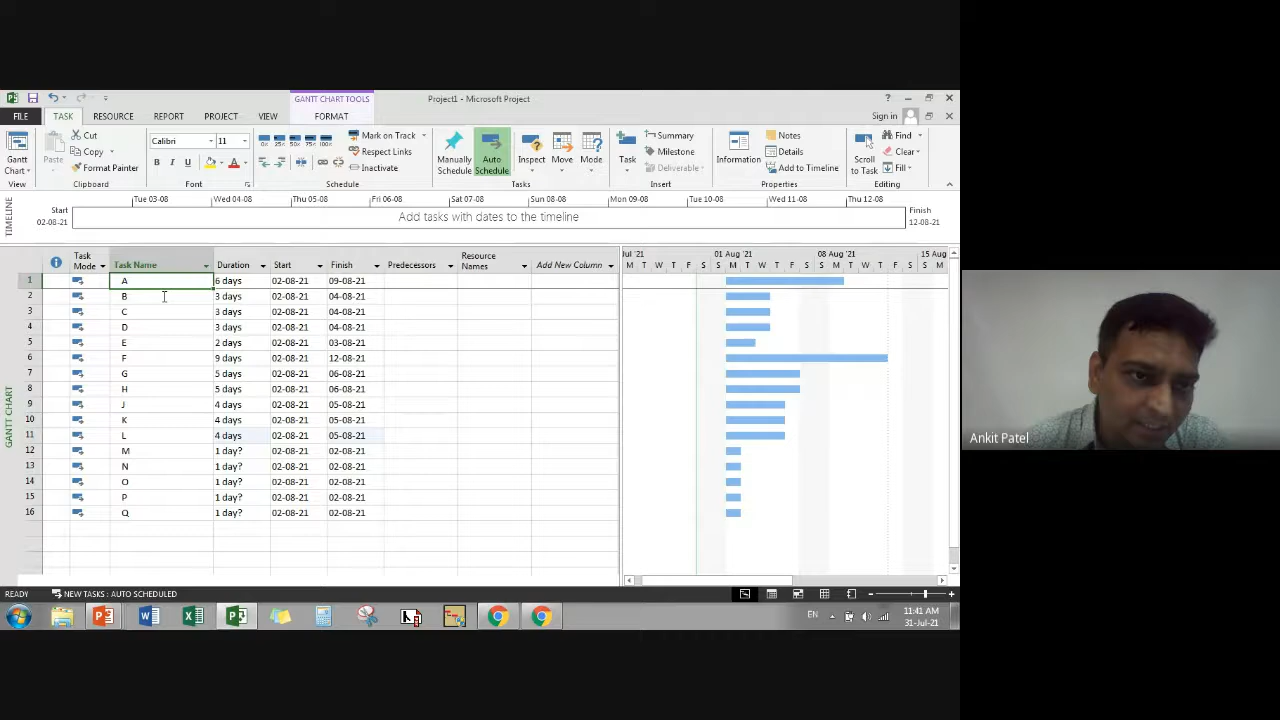 GANTT CHART TOOLS
Project1 - Microsoft Project
FILE TASK RESOURCE REPORT PROJECT VIEW FORMAT
Sign in
Gantt Chart
View
Paste
Cut
Copy
Format Painter
Clipboard
Calibri 11
B I U A
Font
0x 25x 50x 75x 100x
Mark on Track
Respect Links
Inactivate
Schedule
Manually Schedule
Auto Schedule
Inspect
Move
Mode
Tasks
Task
Summary
Milestone
Deliverable
Insert
Information
Notes
Details
Add to Timeline
Properties
Scroll to Task
Find
Clear
Fill
Editing
TIMELINE
Tue 03-08 Wed 04-08 Thu 05-08 Fri 06-08 Sat 07-08 Sun 08-08 Mon 09-08 Tue 10-08 Wed 11-08 Thu 12-08
Start
02-08-21
Add tasks with dates to the timeline
Finish
12-08-21
Task Mode Task Name Duration Start Finish Predecessors Resource Names Add New Column
Jul '21 01 Aug '21 08 Aug '21 15 Aug
M T W T F S S M T W T F S S M T W T F S S M
GANTT CHART
1 A 6 days 02-08-21 09-08-21
2 B 3 days 02-08-21 04-08-21
3 C 3 days 02-08-21 04-08-21
4 D 3 days 02-08-21 04-08-21
5 E 2 days 02-08-21 03-08-21
6 F 9 days 02-08-21 12-08-21
7 G 5 days 02-08-21 06-08-21
8 H 5 days 02-08-21 06-08-21
9 J 4 days 02-08-21 05-08-21
10 K 4 days 02-08-21 05-08-21
11 L 4 days 02-08-21 05-08-21
12 M 1 day? 02-08-21 02-08-21
13 N 1 day? 02-08-21 02-08-21
14 O 1 day? 02-08-21 02-08-21
15 P 1 day? 02-08-21 02-08-21
16 Q 1 day? 02-08-21 02-08-21
Ankit Patel
READY NEW TASKS : AUTO SCHEDULED
EN
11:41 AM
31-Jul-21